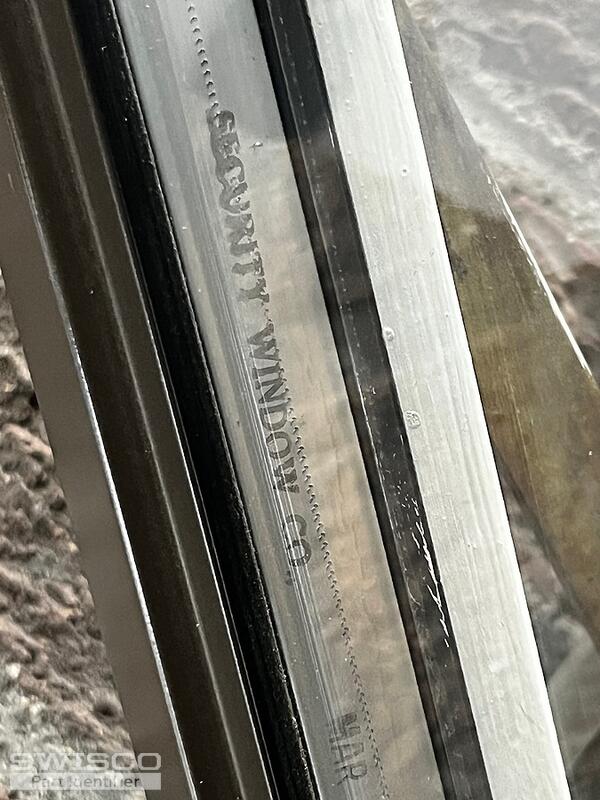 SECURITY WINDOW CO. MAR
SWISCO
Part Identifier